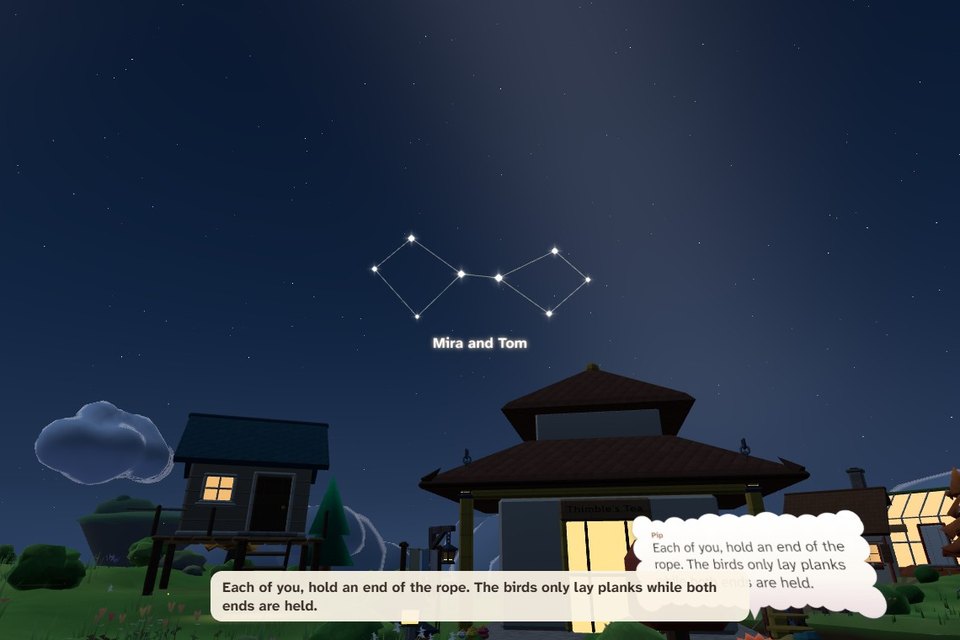 Mira and Tom
Thimble's Tea
Pip
Each of you, hold an end of the
rope. The birds only lay planks
ends are held.
Each of you, hold an end of the rope. The birds only lay planks while both
ends are held.